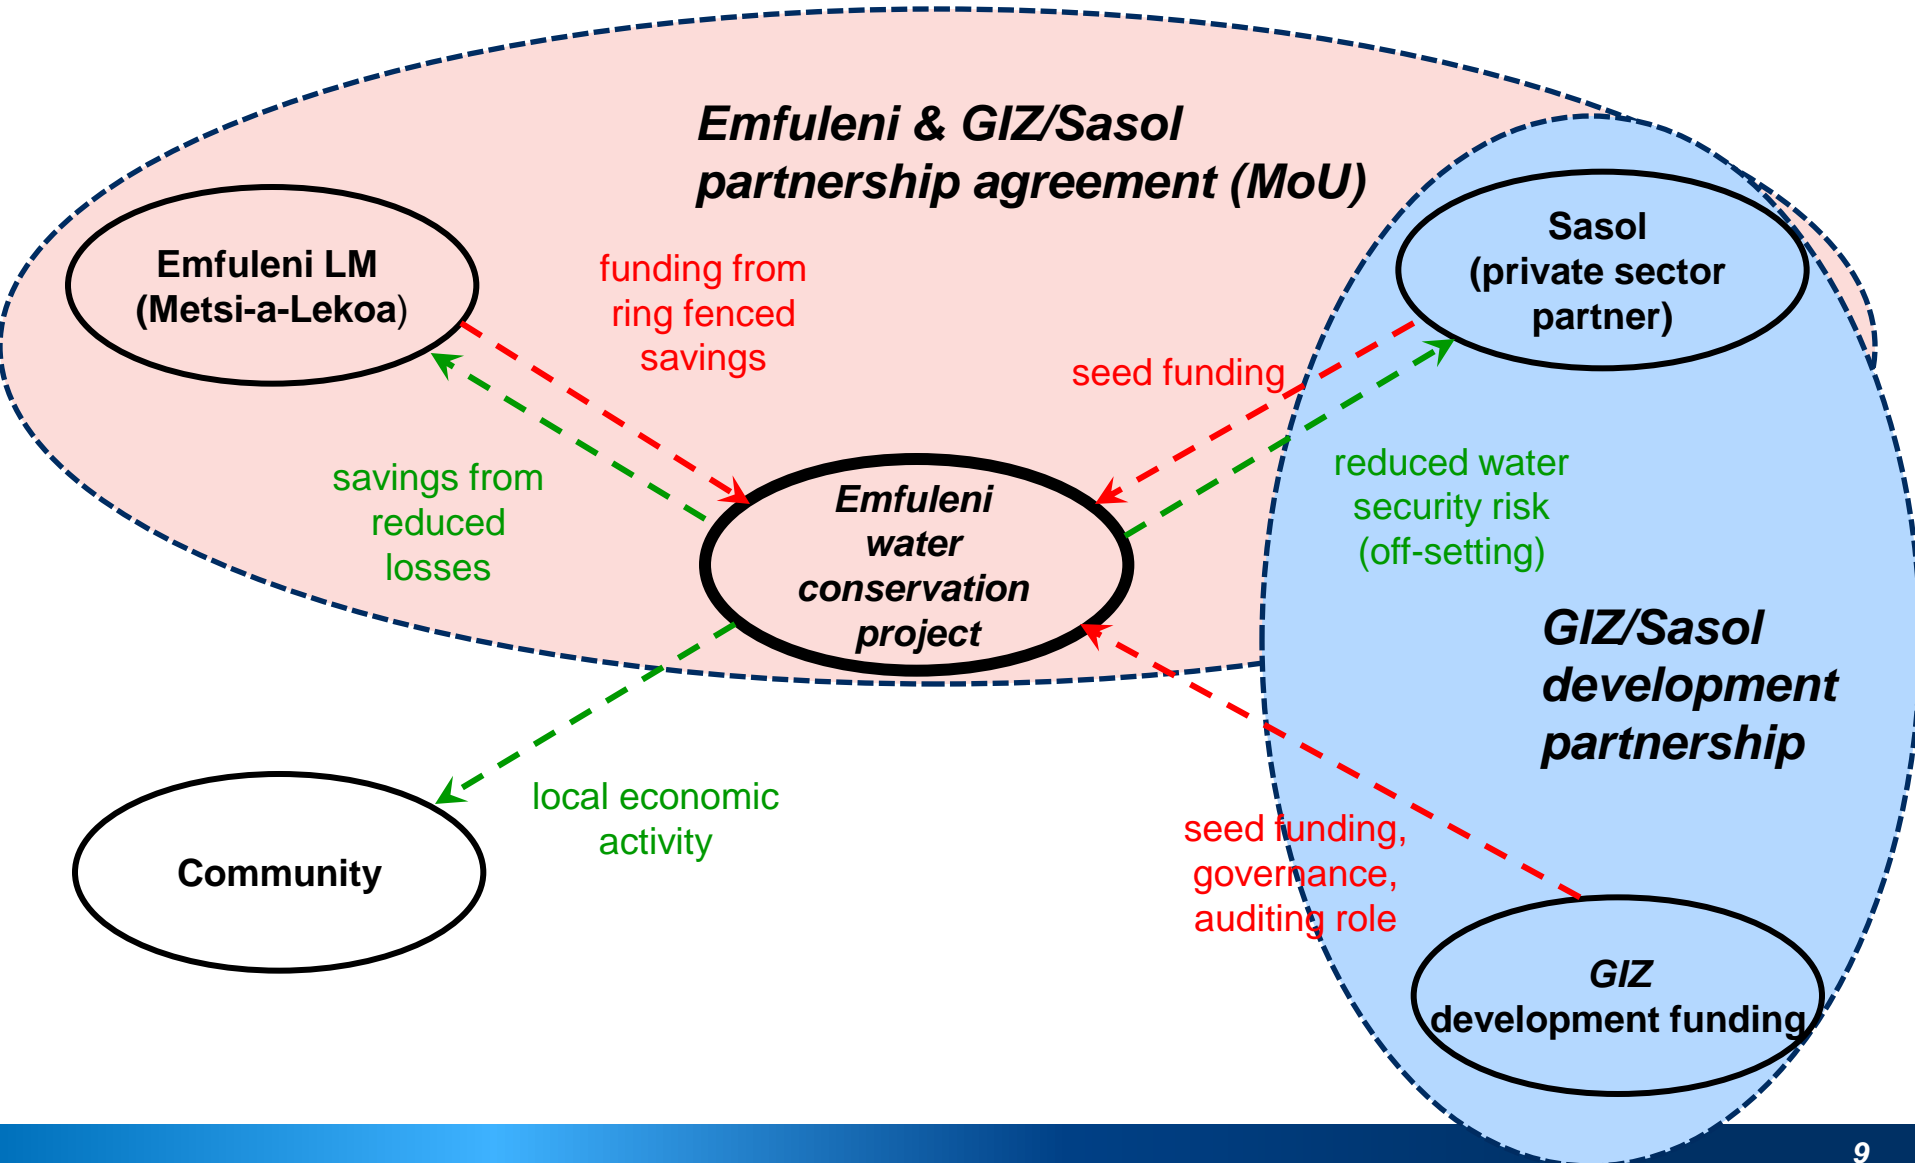 Emfuleni & GIZ/Sasol
partnership agreement (MoU)
Emfuleni LM
(Metsi-a-Lekoa)
funding from
ring fenced
savings
Sasol
(private sector
partner)
seed funding
savings from
reduced
losses
Emfuleni
water
conservation
project
reduced water
security risk
(off-setting)
GIZ/Sasol
development
partnership
local economic
activity
Community
seed funding,
governance,
auditing role
GIZ
development funding
9